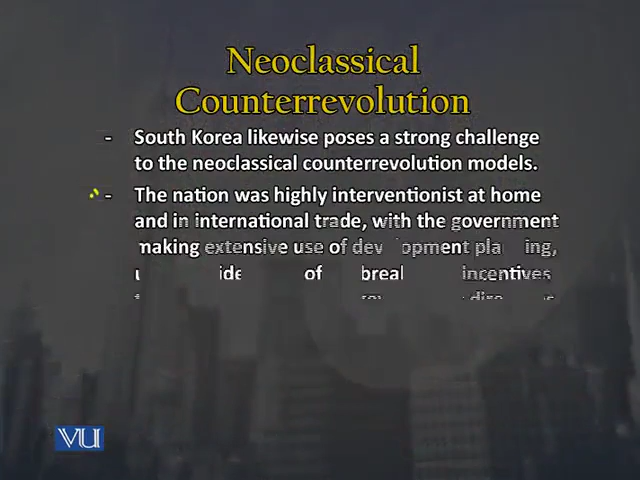 Neoclassical
Counterrevolution
- South Korea likewise poses a strong challenge
to the neoclassical counterrevolution models.
- The nation was highly interventionist at home
and in international trade, with the government
making extensive use of
of incentives
VU